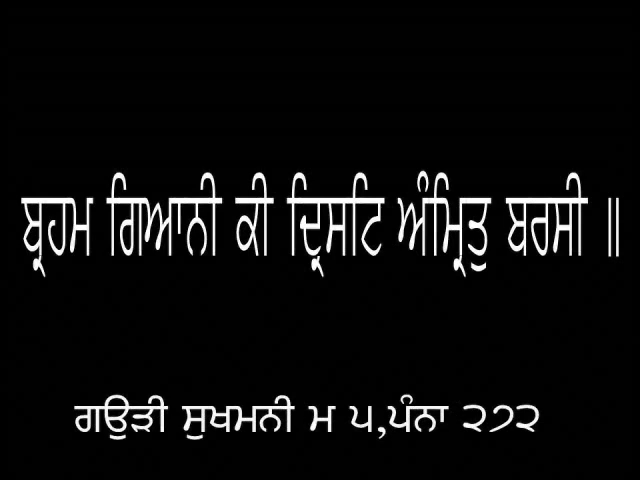 ਬ੍ਰਹਮ ਗਿਆਨੀ ਕੀ ਦ੍ਰਿਸਟਿ ਅੰਮ੍ਰਿਤੁ ਬਰਸੀ ॥
ਗਉੜੀ ਸੁਖਮਨੀ ਮ ੫,ਪੰਨਾ ੨੭੨